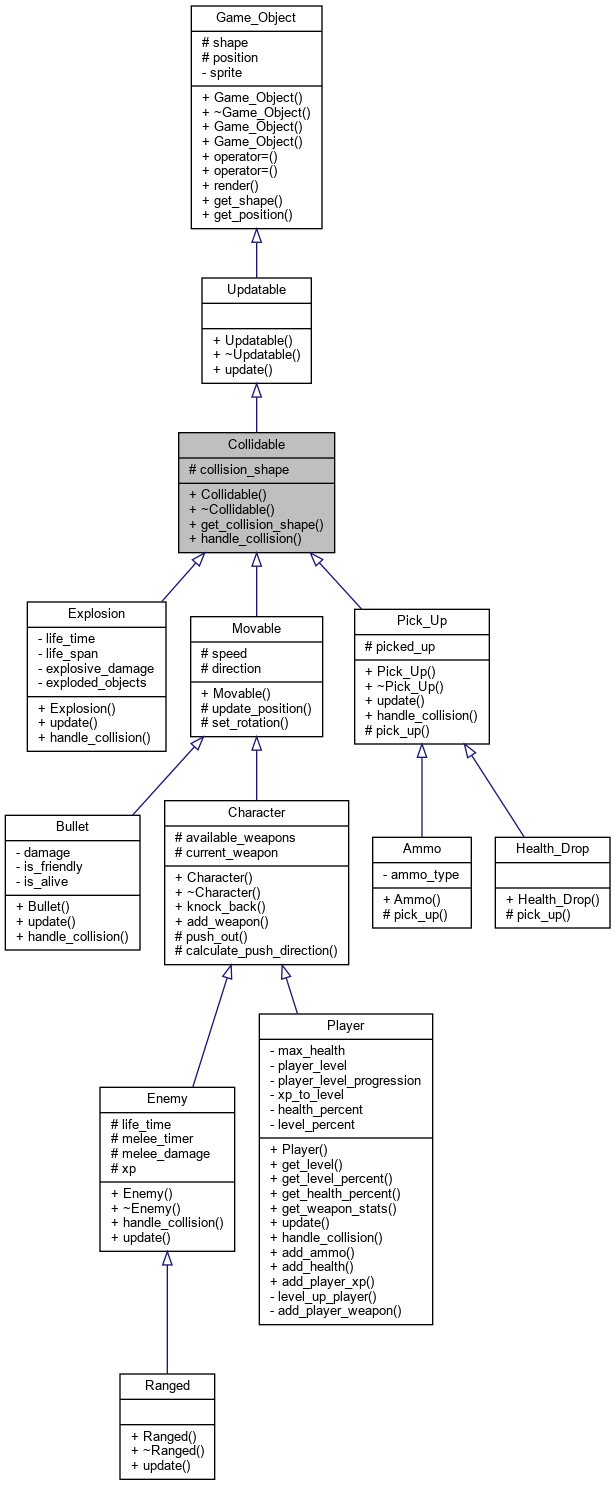 Game_Object
# shape
# position
- sprite
+ Game_Object()
+ ~Game_Object()
+ Game_Object()
+ Game_Object()
+ operator=()
+ operator=()
+ render()
+ get_shape()
+ get_position()
Updatable
+ Updatable()
+ ~Updatable()
+ update()
Collidable
# collision_shape
+ Collidable()
+ ~Collidable()
+ get_collision_shape()
+ handle_collision()
Explosion
- life_time
- life_span
- explosive_damage
- exploded_objects
+ Explosion()
+ update()
+ handle_collision()
Movable
# speed
# direction
+ Movable()
# update_position()
# set_rotation()
Pick_Up
# picked_up
+ Pick_Up()
+ ~Pick_Up()
+ update()
+ handle_collision()
# pick_up()
Bullet
- damage
- is_friendly
- is_alive
+ Bullet()
+ update()
+ handle_collision()
Character
# available_weapons
# current_weapon
+ Character()
+ ~Character()
+ knock_back()
+ add_weapon()
# push_out()
# calculate_push_direction()
Ammo
- ammo_type
+ Ammo()
# pick_up()
Health_Drop
+ Health_Drop()
# pick_up()
Enemy
# life_time
# melee_timer
# melee_damage
# xp
+ Enemy()
+ ~Enemy()
+ handle_collision()
+ update()
Player
- max_health
- player_level
- player_level_progression
- xp_to_level
- health_percent
- level_percent
+ Player()
+ get_level()
+ get_level_percent()
+ get_health_percent()
+ get_weapon_stats()
+ update()
+ handle_collision()
+ add_ammo()
+ add_health()
+ add_player_xp()
- level_up_player()
- add_player_weapon()
Ranged
+ Ranged()
+ ~Ranged()
+ update()